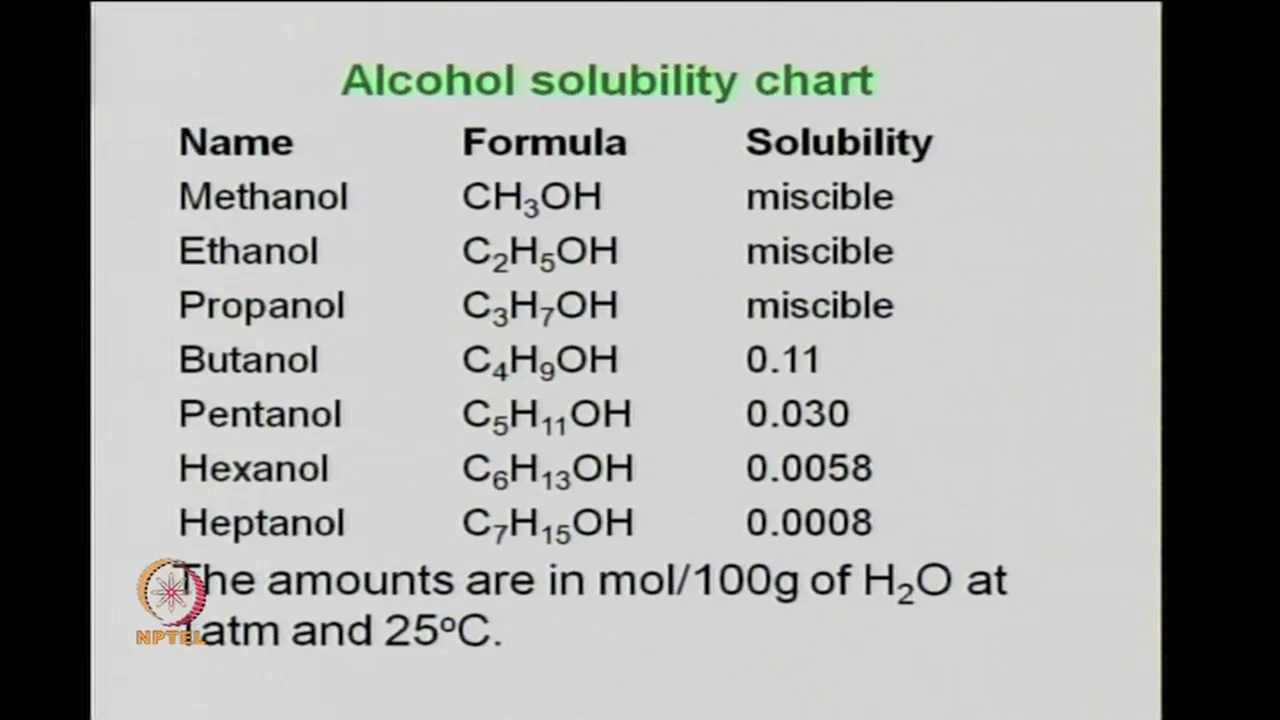 Alcohol solubility chart
Name Formula Solubility
Methanol CH₃OH miscible
Ethanol C₂H₅OH miscible
Propanol C₃H₇OH miscible
Butanol C₄H₉OH 0.11
Pentanol C₅H₁₁OH 0.030
Hexanol C₆H₁₃OH 0.0058
Heptanol C₇H₁₅OH 0.0008
The amounts are in mol/100g of H₂O at
1atm and 25ºC.
NPTEL